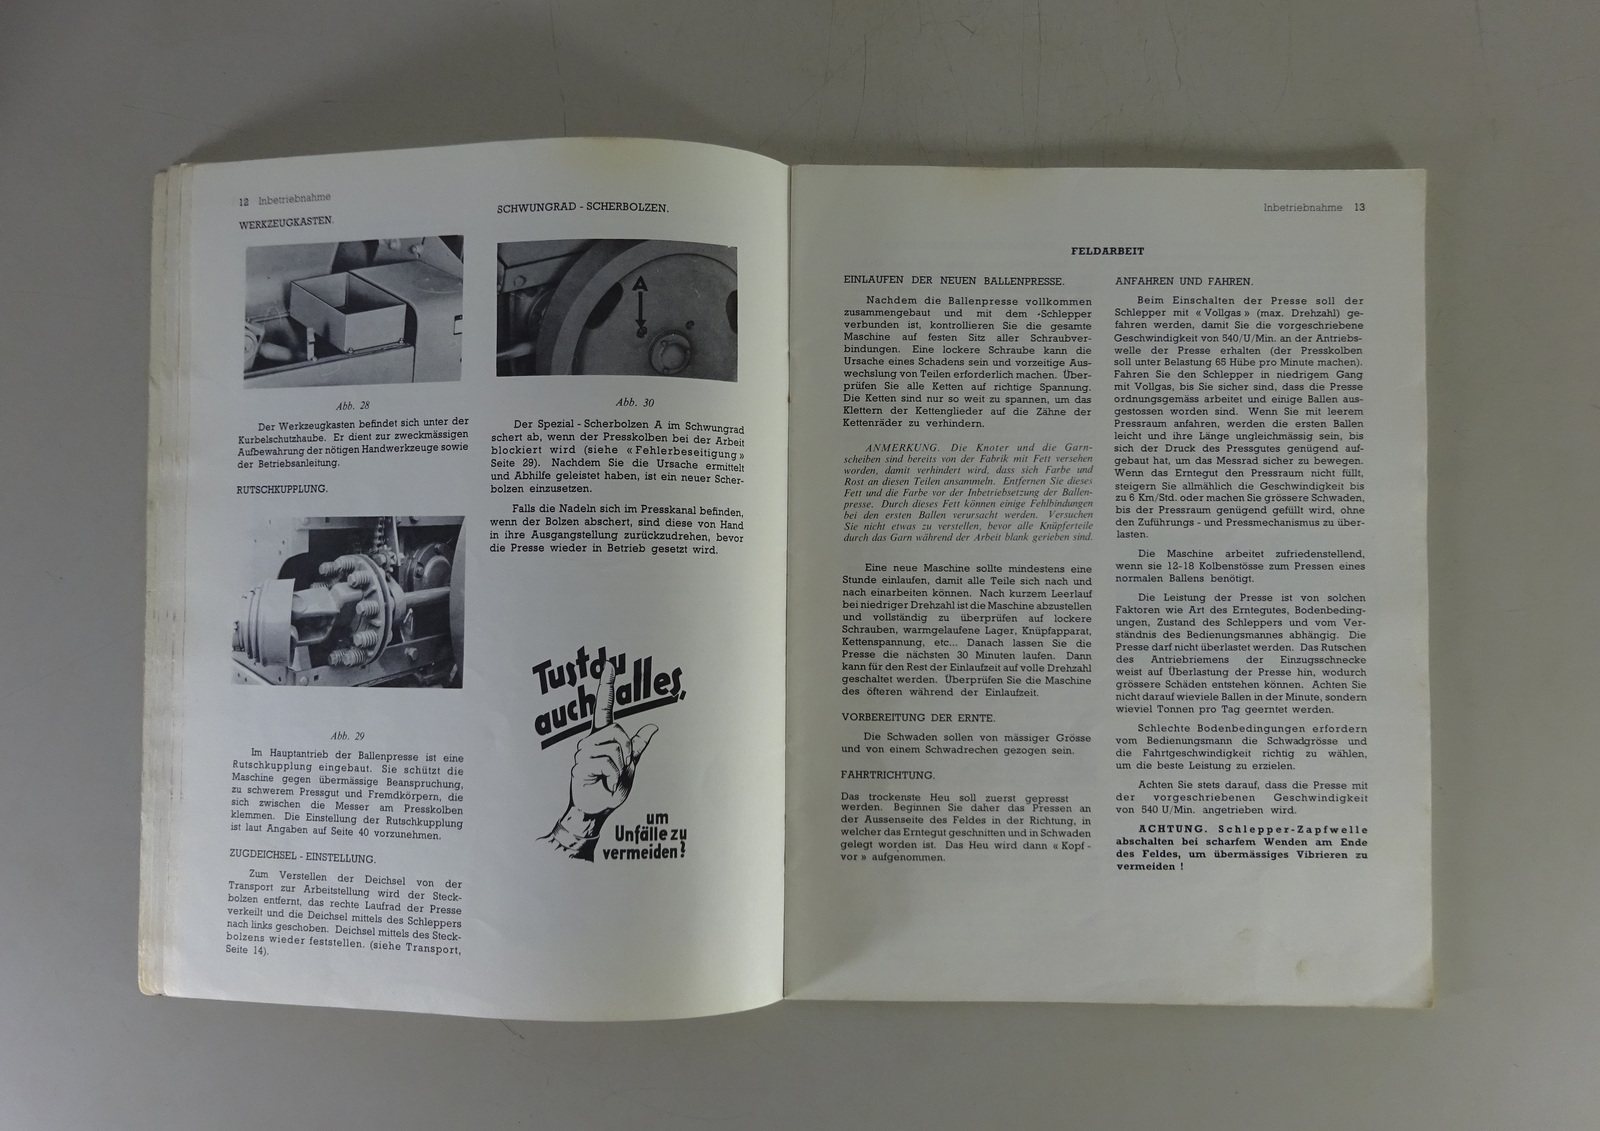 12 Inbetriebnahme
WERKZEUGKASTEN.
Abb. 28
Der Werkzeugkasten befindet sich unter der
Kurbelschutzhaube. Er dient zur zweckmässigen
Aufbewahrung der nötigen Handwerkzeuge sowie
der Betriebsanleitung.
RUTSCHKUPPLUNG.
Abb. 29
Im Hauptantrieb der Ballenpresse ist eine
Rutschkupplung eingebaut. Sie schützt die
Maschine gegen übermässige Beanspruchung,
zu schwerem Pressgut und Fremdkörpern, die
sich zwischen die Messer am Presskolben
klemmen. Die Einstellung der Rutschkupplung
ist laut Angaben auf Seite 40 vorzunehmen.
ZUGDEICHSEL - EINSTELLUNG.
Zum Verstellen der Deichsel von der
Transport zur Arbeitstellung wird der Steck-
bolzen entfernt, das rechte Laufrad der Presse
verkeilt und die Deichsel mittels des Schleppers
nach links geschoben. Deichsel mittels des Steck-
bolzens wieder feststellen. (siehe Transport,
Seite 14).
SCHWUNGRAD - SCHERBOLZEN.
A
Abb. 30
Der Spezial - Scherbolzen A im Schwungrad
schert ab, wenn der Presskolben bei der Arbeit
blockiert wird (siehe « Fehlerbeseitigung »
Seite 29). Nachdem Sie die Ursache ermittelt
und Abhilfe geleistet haben, ist ein neuer Scher-
bolzen einzusetzen.
Falls die Nadeln sich im Presskanal befinden,
wenn der Bolzen abschert, sind diese von Hand
in ihre Ausgangstellung zurückzudrehen, bevor
die Presse wieder in Betrieb gesetzt wird.
Tust du
auch alles,
um
Unfälle zu
vermeiden?
Inbetriebnahme 13
FELDARBEIT
EINLAUFEN DER NEUEN BALLENPRESSE.
Nachdem die Ballenpresse vollkommen
zusammengebaut und mit dem -Schlepper
verbunden ist, kontrollieren Sie die gesamte
Maschine auf festen Sitz aller Schraubver-
bindungen. Eine lockere Schraube kann die
Ursache eines Schadens sein und vorzeitige Aus-
wechslung von Teilen erforderlich machen. Über-
prüfen Sie alle Ketten auf richtige Spannung.
Die Ketten sind nur so weit zu spannen, um das
Klettern der Kettenglieder auf die Zähne der
Kettenräder zu verhindern.
ANMERKUNG. Die Knoter und die Garn-
scheiben sind bereits von der Fabrik mit Fett versehen
worden, damit verhindert wird, dass sich Farbe und
Rost an diesen Teilen ansammeln. Entfernen Sie dieses
Fett und die Farbe vor der Inbetriebsetzung der Ballen-
presse. Durch dieses Fett können einige Fehlbindungen
bei den ersten Ballen verursacht werden. Versuchen
Sie nicht etwas zu verstellen, bevor alle Knüpferteile
durch das Garn während der Arbeit blank gerieben sind.
Eine neue Maschine sollte mindestens eine
Stunde einlaufen, damit alle Teile sich nach und
nach einarbeiten können. Nach kurzem Leerlauf
bei niedriger Drehzahl ist die Maschine abzustellen
und vollständig zu überprüfen auf lockere
Schrauben, warmgelaufene Lager, Knüpfapparat,
Kettenspannung, etc... Danach lassen Sie die
Presse die nächsten 30 Minuten laufen. Dann
kann für den Rest der Einlaufzeit auf volle Drehzahl
geschaltet werden. Überprüfen Sie die Maschine
des öfteren während der Einlaufzeit.
VORBEREITUNG DER ERNTE.
Die Schwaden sollen von mässiger Grösse
und von einem Schwadrechen gezogen sein.
FAHRTRICHTUNG.
Das trockenste Heu soll zuerst gepresst
werden. Beginnen Sie daher das Pressen an
der Aussenseite des Feldes in der Richtung, in
welcher das Erntegut geschnitten und in Schwaden
gelegt worden ist. Das Heu wird dann « Kopf -
vor » aufgenommen.
ANFAHREN UND FAHREN.
Beim Einschalten der Presse soll der
Schlepper mit « Vollgas » (max. Drehzahl) ge-
fahren werden, damit Sie die vorgeschriebene
Geschwindigkeit von 540/U/Min. an der Antriebs-
welle der Presse erhalten (der Presskolben
soll unter Belastung 65 Hübe pro Minute machen).
Fahren Sie den Schlepper in niedrigem Gang
mit Vollgas, bis Sie sicher sind, dass die Presse
ordnungsgemäss arbeitet und einige Ballen aus-
gestossen worden sind. Wenn Sie mit leerem
Pressraum anfahren, werden die ersten Ballen
leicht und ihre Länge ungleichmässig sein, bis
sich der Druck des Pressgutes genügend auf-
gebaut hat, um das Messrad sicher zu bewegen.
Wenn das Erntegut den Pressraum nicht füllt,
steigern Sie allmählich die Geschwindigkeit bis
zu 6 Km/Std. oder machen Sie grössere Schwaden,
bis der Pressraum genügend gefüllt wird, ohne
den Zuführungs - und Pressmechanismus zu über-
lasten.
Die Maschine arbeitet zufriedenstellend,
wenn sie 12-18 Kolbenstösse zum Pressen eines
normalen Ballens benötigt.
Die Leistung der Presse ist von solchen
Faktoren wie Art des Erntegutes, Bodenbeding-
ungen, Zustand des Schleppers und vom Ver-
ständnis des Bedienungsmannes abhängig. Die
Presse darf nicht überlastet werden. Das Rutschen
des Antriebriemens der Einzugsschnecke
weist auf Überlastung der Presse hin, wodurch
grössere Schäden entstehen können. Achten Sie
nicht darauf wieviele Ballen in der Minute, sondern
wieviel Tonnen pro Tag geerntet werden.
Schlechte Bodenbedingungen erfordern
vom Bedienungsmann die Schwadgrösse und
die Fahrtgeschwindigkeit richtig zu wählen,
um die beste Leistung zu erzielen.
Achten Sie stets darauf, dass die Presse mit
der vorgeschriebenen Geschwindigkeit
von 540 U/Min. angetrieben wird.
ACHTUNG. Schlepper-Zapfwelle
abschalten bei scharfem Wenden am Ende
des Feldes, um übermässiges Vibrieren zu
vermeiden !